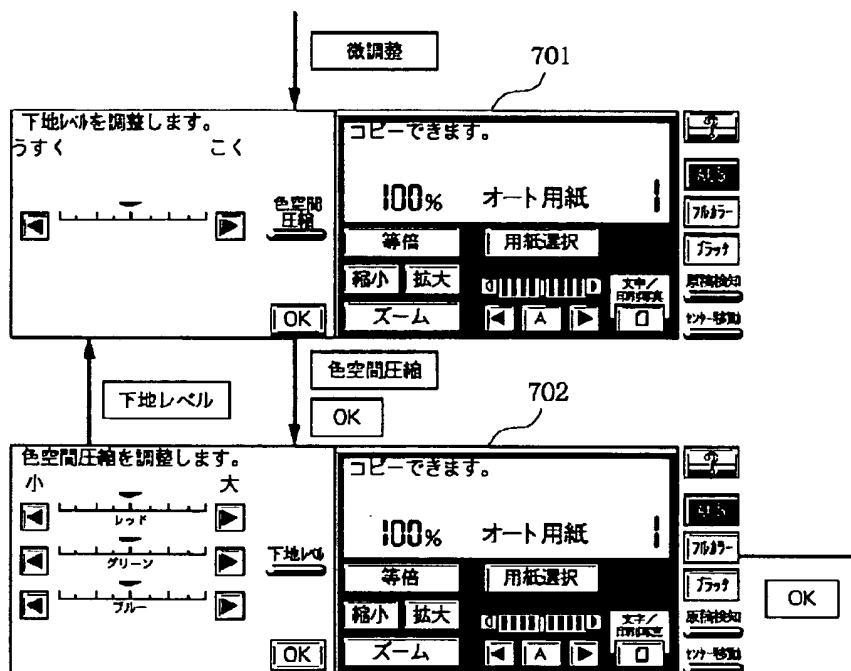 微調整
701
下地レベルを調整します。
うすく こく
色空間
圧縮
OK
コピーできます。
100% オート用紙 1
等倍 用紙選択
縮小 拡大
文字/
印刷写真
ズーム A
フルカラー
ブラック
原稿検知
センター移動
下地レベル
色空間圧縮
OK
702
色空間圧縮を調整します。
小 大
レッド
グリーン
ブルー
下地レベル
OK
コピーできます。
100% オート用紙 1
等倍 用紙選択
縮小 拡大
文字/
印刷写真
ズーム A
フルカラー
ブラック
原稿検知
センター移動
OK